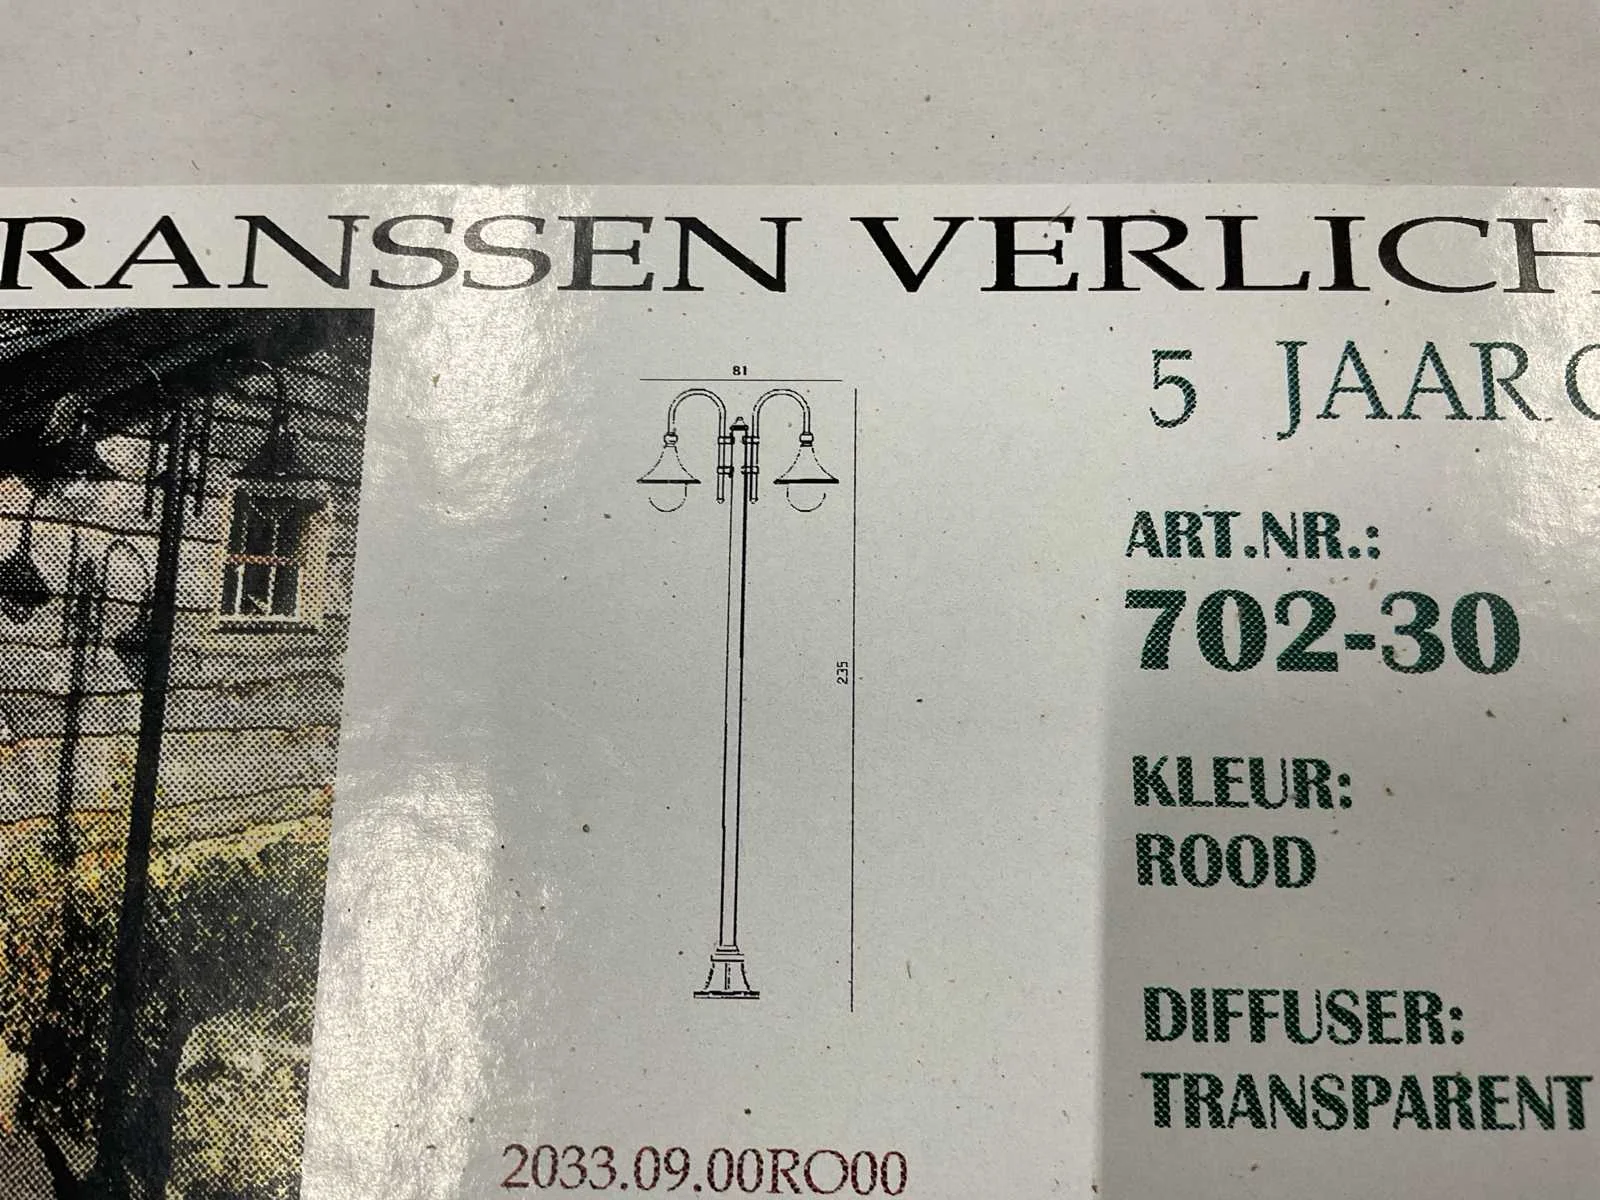 RANSSEN VERLICH
5 JAAR G
81
ART.NR.:
702-30
235
KLEUR:
ROOD
DIFFUSER:
TRANSPARENT
2033.09.00RO00